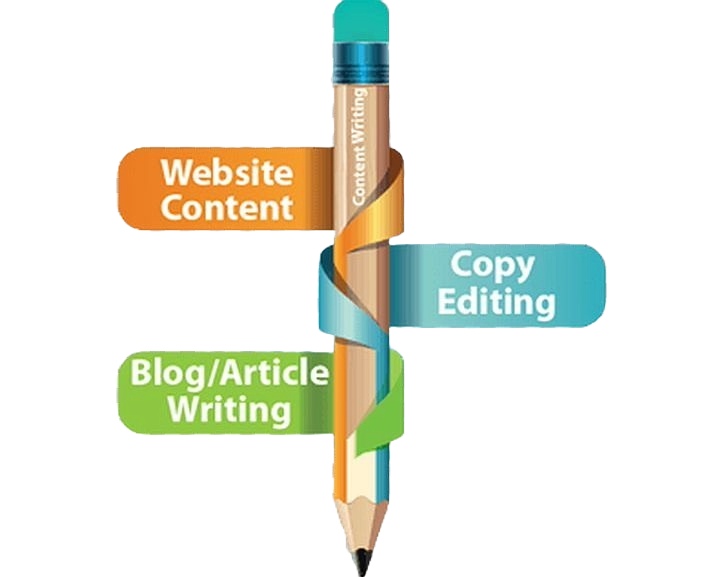 Content Writing
Website
Content
Copy
Editing
Blog/Article
Writing